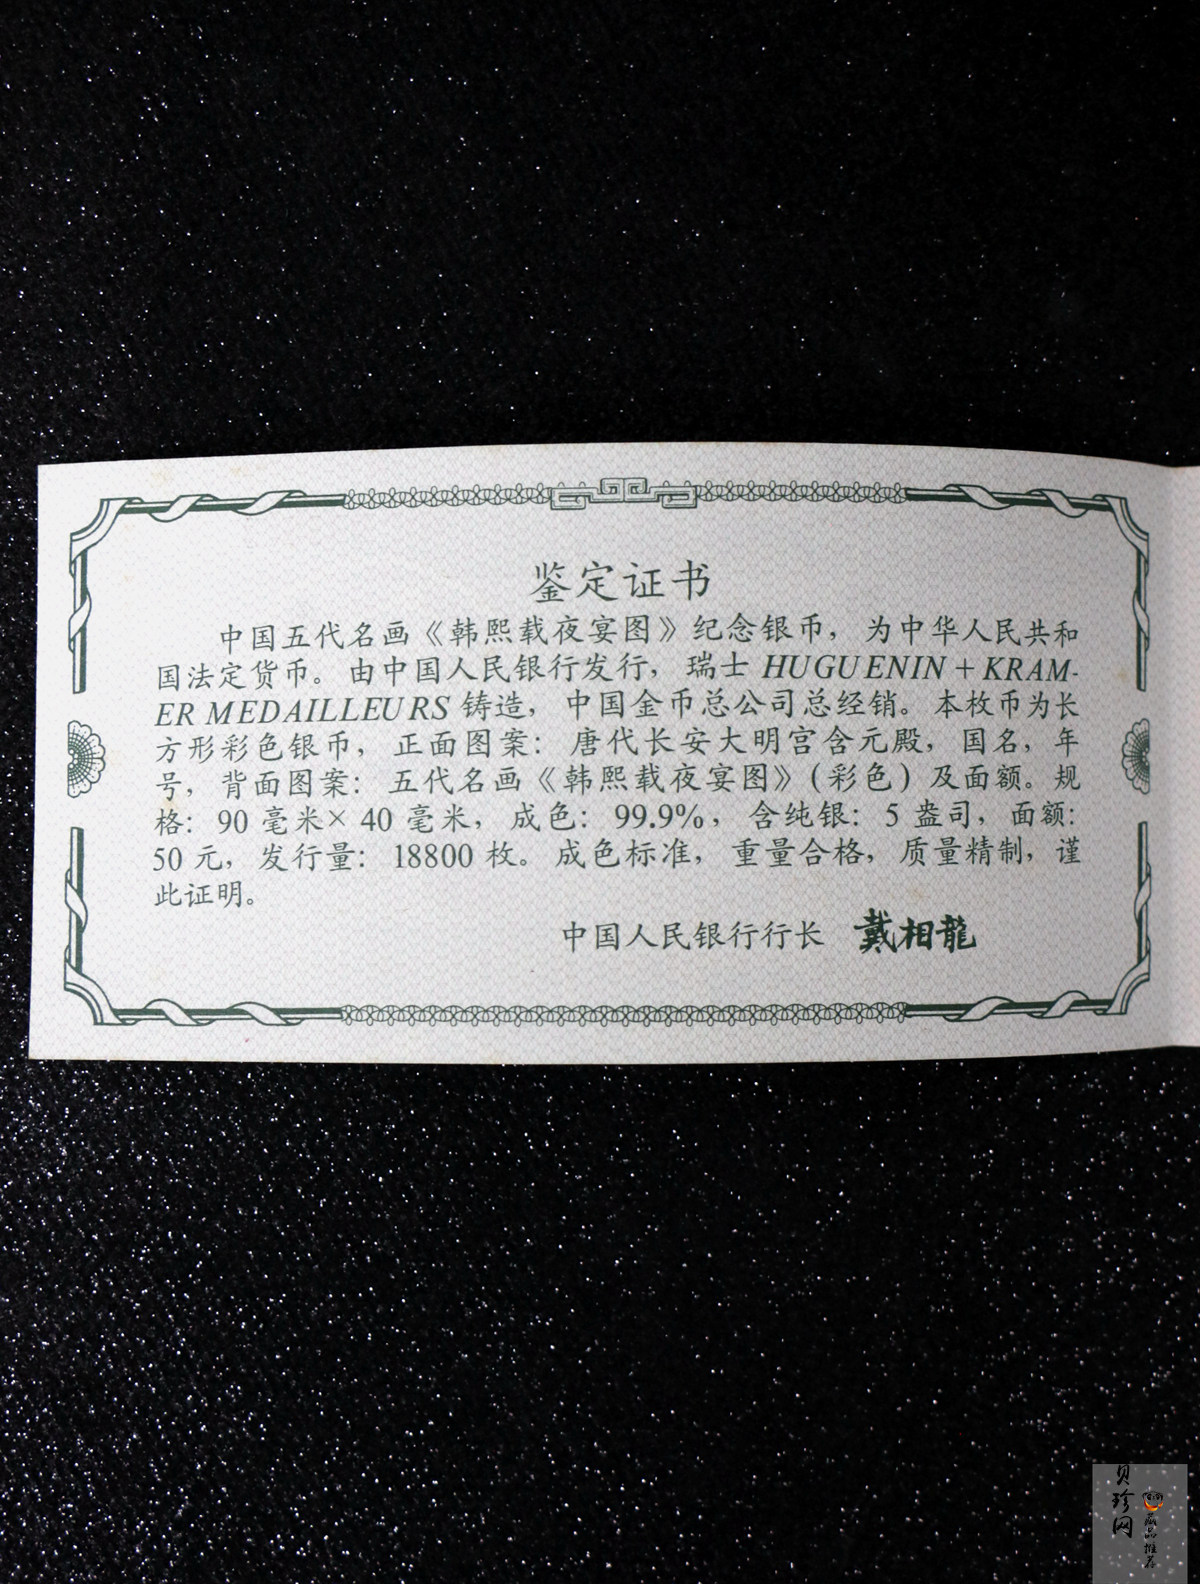 鉴定证书
中国五代名画《韩熙载夜宴图》纪念银币，为中华人民共和
国法定货币。由中国人民银行发行，瑞士 HUGUENIN + KRAM-
ER MEDAILLEURS 铸造，中国金币总公司总经销。本枚币为长
方形彩色银币，正面图案：唐代长安大明宫含元殿，国名，年
号，背面图案：五代名画《韩熙载夜宴图》(彩色) 及面额。规
格：90 毫米× 40 毫米，成色：99.9%，含纯银：5 盎司，面额：
50 元，发行量：18800 枚。成色标准，重量合格，质量精制，谨
此证明。
中国人民银行行长 戴相龍
贝珍网
藏品推荐